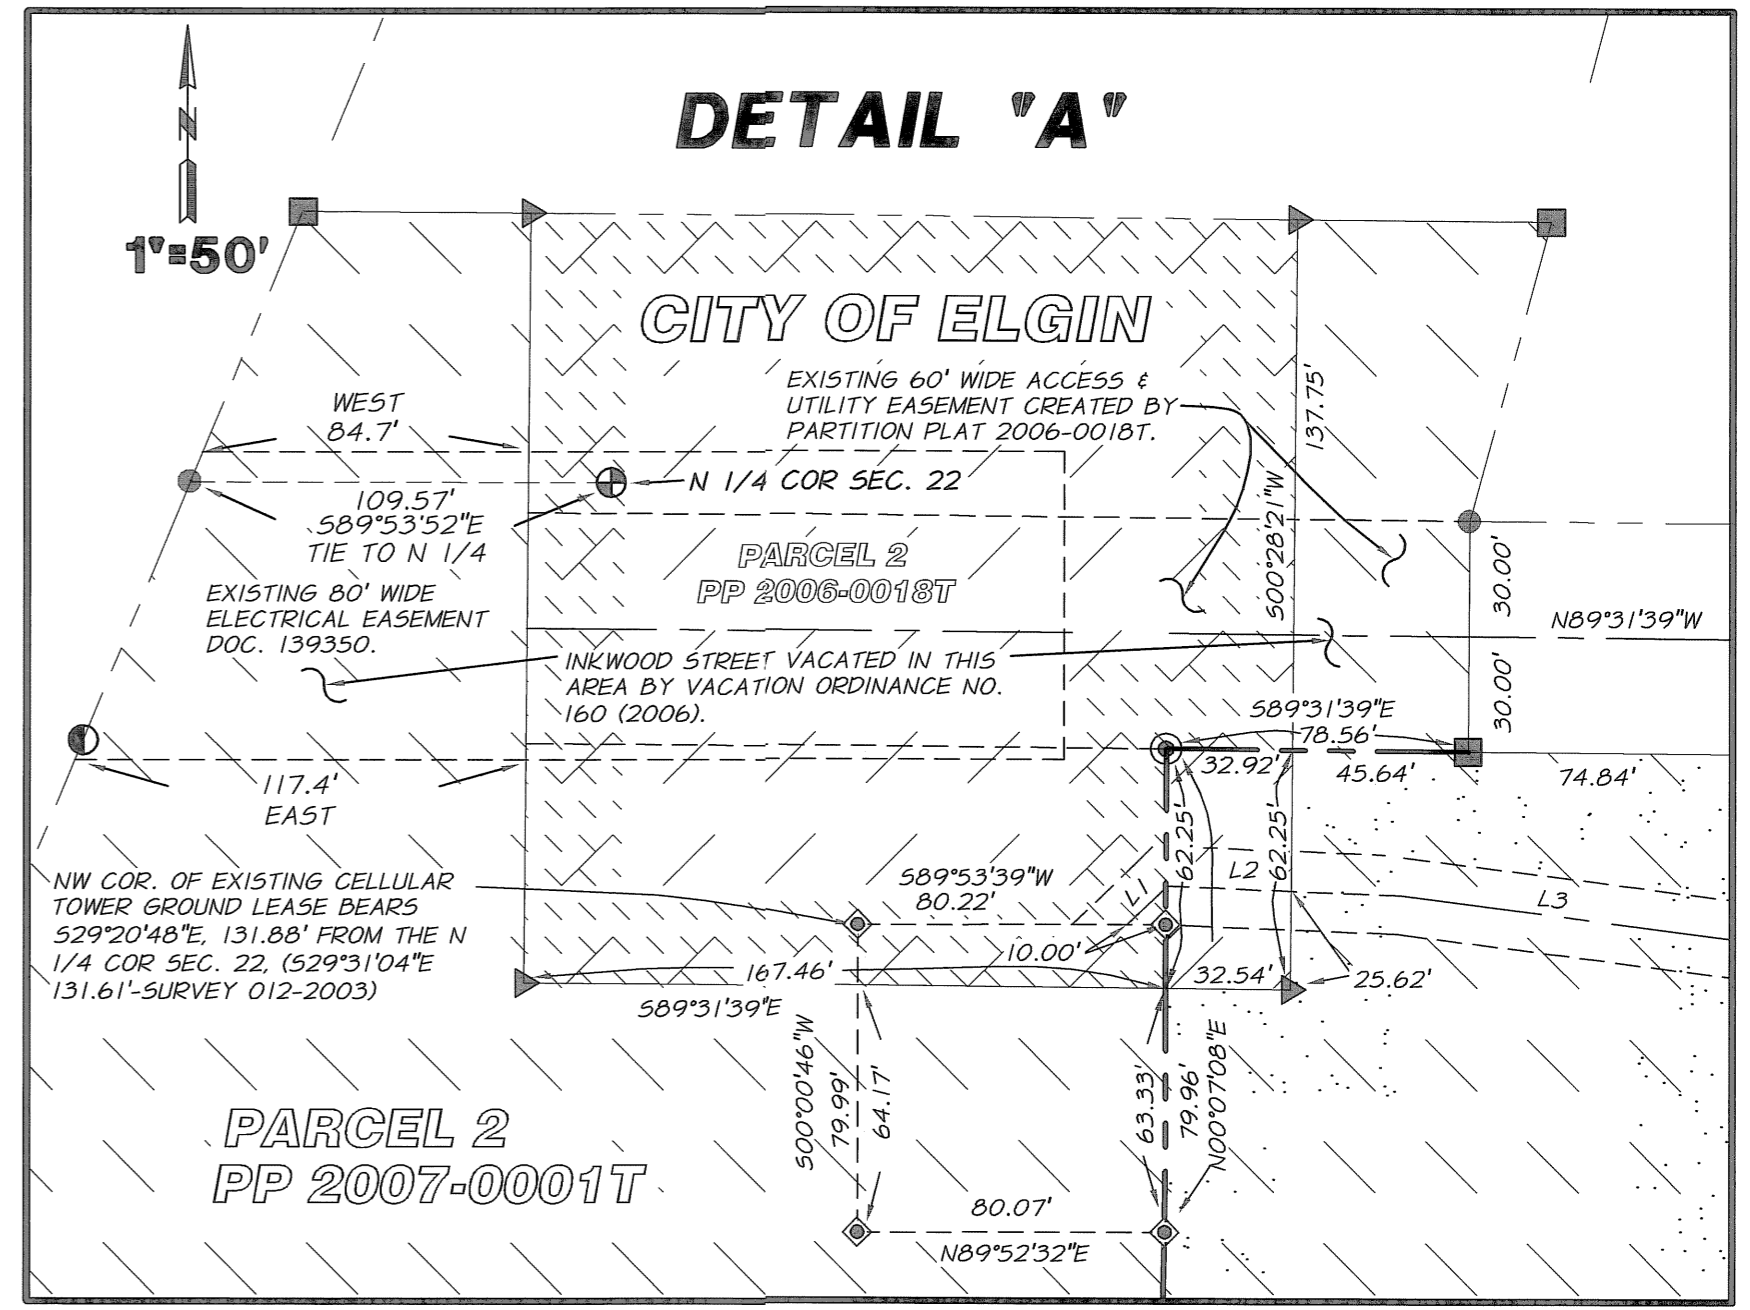 DETAIL "A"
N
1"=50'
CITY OF ELGIN
EXISTING 60' WIDE ACCESS &
UTILITY EASEMENT CREATED BY
PARTITION PLAT 2006-0018T.
137.75'
WEST
84.7'
N 1/4 COR SEC. 22
109.57'
S89°53'52"E
TIE TO N 1/4
S00°28'21"W
PARCEL 2
PP 2006-0018T
30.00'
EXISTING 80' WIDE
ELECTRICAL EASEMENT
DOC. 139350.
N89°31'39"W
INKWOOD STREET VACATED IN THIS
AREA BY VACATION ORDINANCE NO.
160 (2006).
30.00'
S89°31'39"E
78.56'
32.92'
45.64'
74.84'
117.4'
EAST
62.25'
62.25'
NW COR. OF EXISTING CELLULAR
TOWER GROUND LEASE BEARS
S29°20'48"E, 131.88' FROM THE N
1/4 COR SEC. 22, (S29°31'04"E
131.61'-SURVEY 012-2003)
S89°53'39"W
80.22'
L1
L2
L3
10.00'
167.46'
S89°31'39"E
32.54'
25.62'
S00°00'46"W
79.99'
64.17'
63.33'
79.96'
N00°07'08"E
PARCEL 2
PP 2007-0001T
80.07'
N89°52'32"E